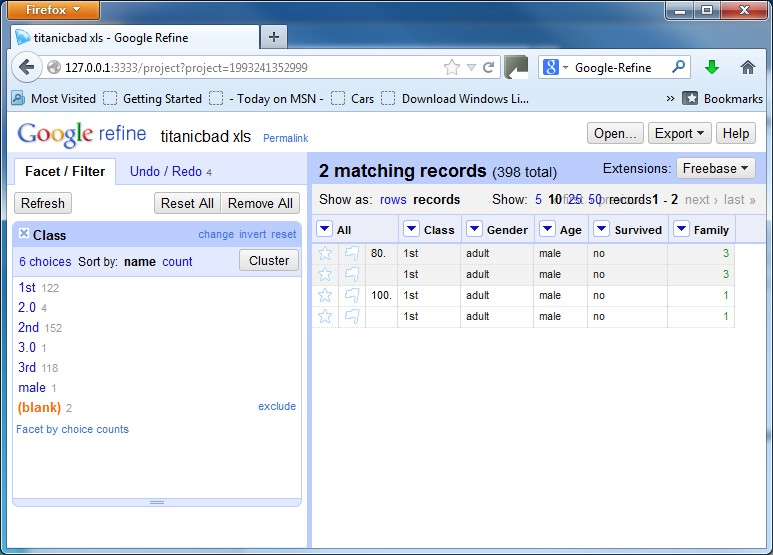 Firefox
titanicbad xls - Google Refine
127.0.0.1:3333/project?project=1993241352999
Google-Refine
Most Visited Getting Started - Today on MSN - Cars Download Windows Li... » Bookmarks
Google refine titanicbad xls Permalink Open... Export Help
Facet / Filter Undo / Redo 4
Refresh Reset All Remove All
Class change invert reset
6 choices Sort by: name count Cluster
1st 122
2.0 4
2nd 152
3.0 1
3rd 118
male 1
(blank) 2 exclude
Facet by choice counts
2 matching records (398 total) Extensions: Freebase
Show as: rows records Show: 5 10 25 50 records 1 - 2 next › last »
All Class Gender Age Survived Family
80. 1st adult male no 3
1st adult male no 3
100. 1st adult male no 1
1st adult male no 1